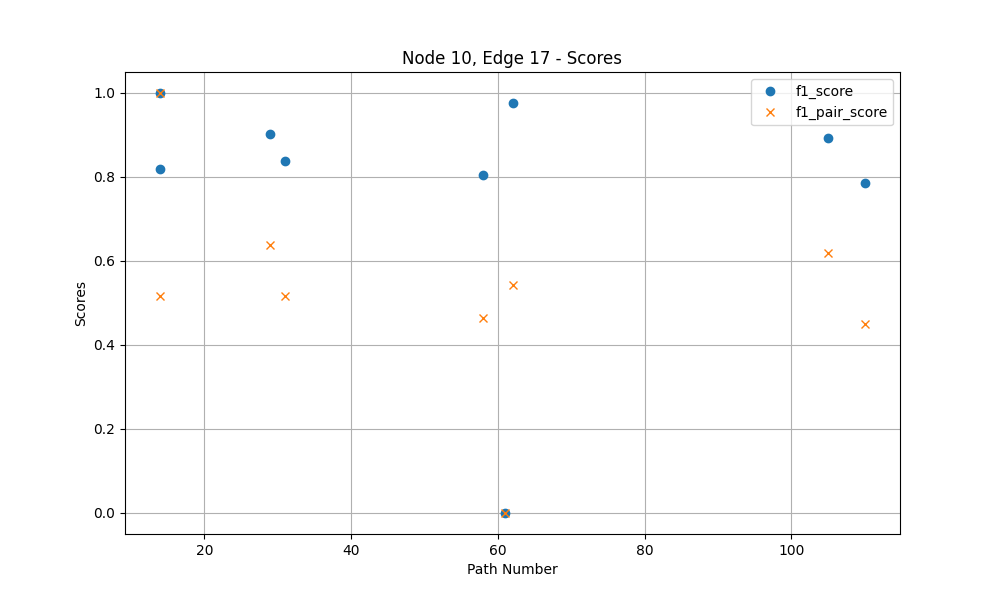 Node 10, Edge 17 - Scores
f1_score
f1_pair_score
1.0
0.8
0.6
0.4
0.2
0.0
Scores
20 40 60 80 100
Path Number